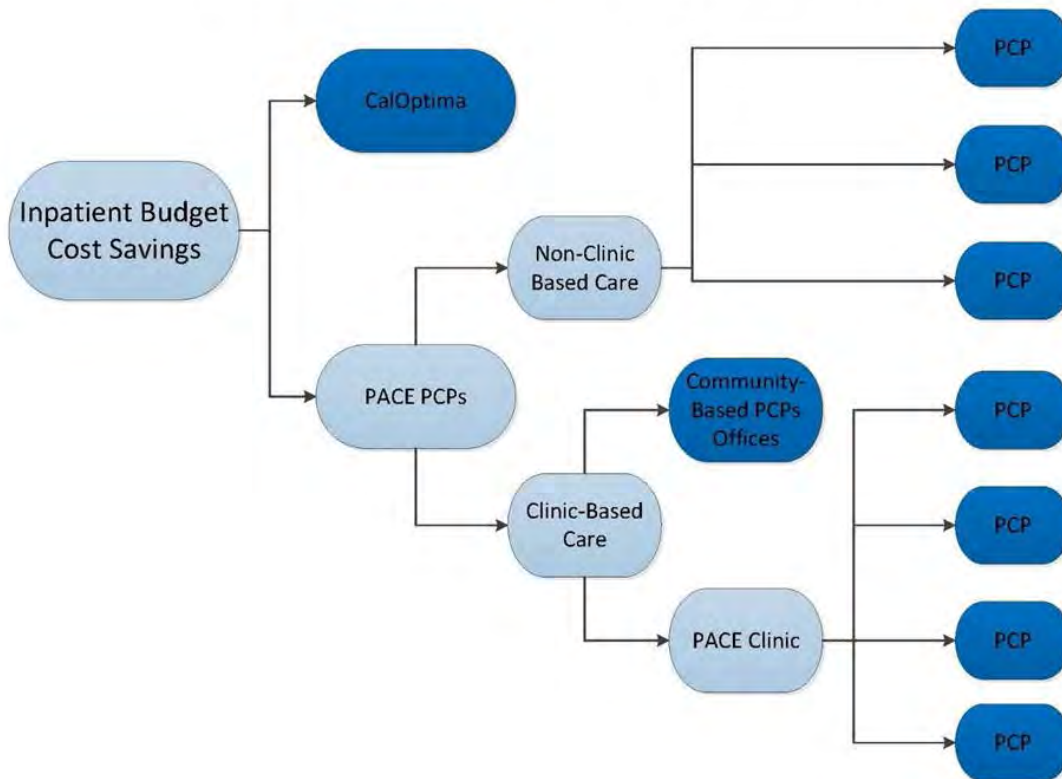 CalOptima
Inpatient Budget
Cost Savings
PACE PCPs
Non-Clinic
Based Care
PCP
PCP
PCP
Clinic-Based
Care
Community-
Based PCPs
Offices
PACE Clinic
PCP
PCP
PCP
PCP